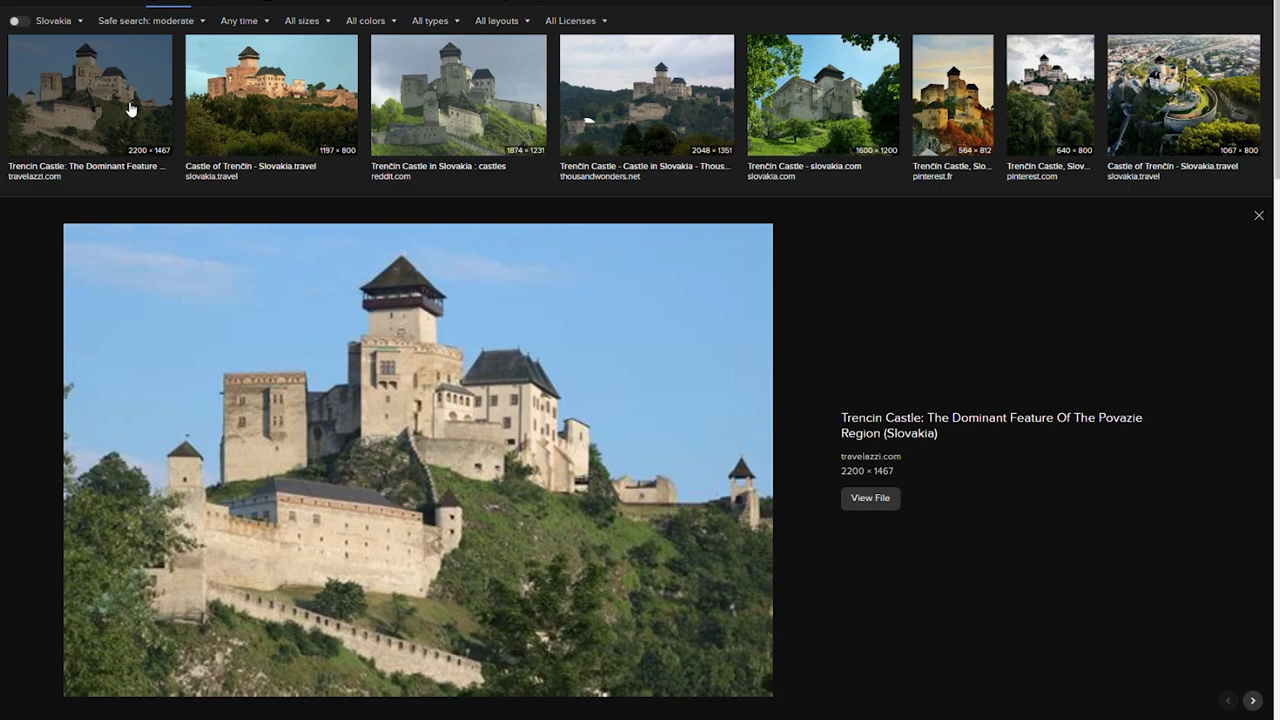 Slovakia Safe search: moderate Any time All sizes All colors All types All layouts All Licenses
2200 × 1467 1197 × 800 1874 × 1231 2048 × 1351 1600 × 1200 564 × 812 640 × 800 1067 × 800
Trencin Castle: The Dominant Feature ... Castle of Trenčín - Slovakia.travel Trenčín Castle in Slovakia : castles Trenčín Castle - Castle in Slovakia - Thous... Trenčín Castle - slovakia.com Trenčín Castle, Slo... Trenčín Castle, Slov... Castle of Trenčín - Slovakia.travel
travelazzi.com slovakia.travel reddit.com thousandwonders.net slovakia.com pinterest.fr pinterest.com slovakia.travel
Trencin Castle: The Dominant Feature Of The Povazie
Region (Slovakia)
travelazzi.com
2200 × 1467
View File